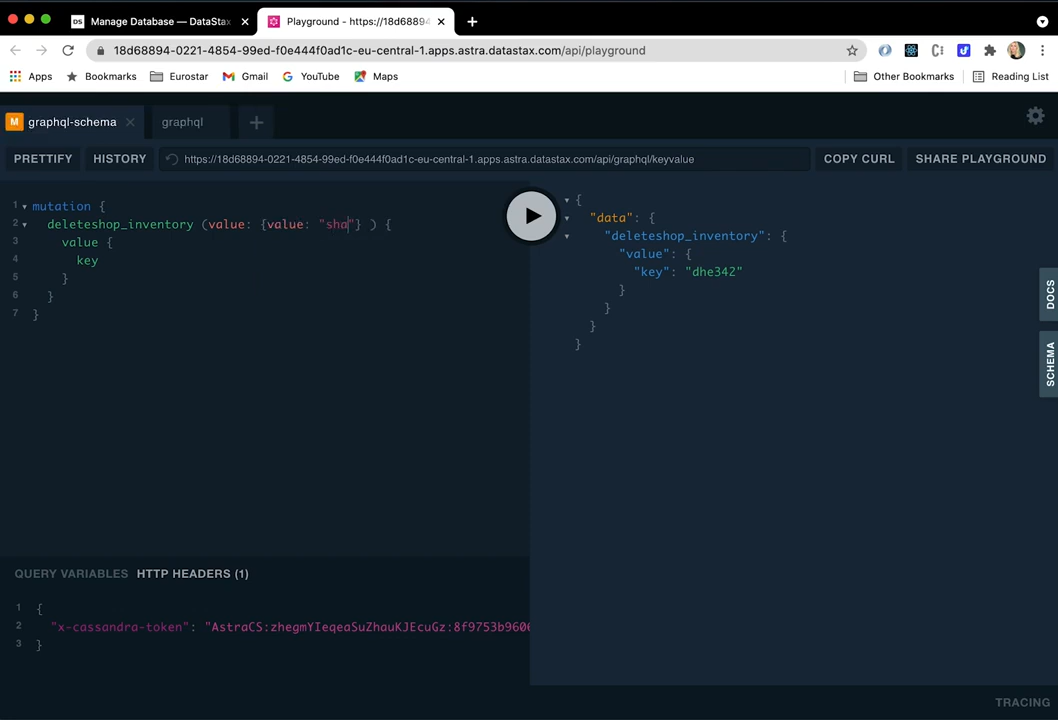 DS Manage Database — DataStax
Playground - https://18d68894
18d68894-0221-4854-99ed-f0e444f0ad1c-eu-central-1.apps.astra.datastax.com/api/playground
Apps Bookmarks Eurostar Gmail YouTube Maps Other Bookmarks Reading List
M graphql-schema graphql
PRETTIFY HISTORY https://18d68894-0221-4854-99ed-f0e444f0ad1c-eu-central-1.apps.astra.datastax.com/api/graphql/keyvalue COPY CURL SHARE PLAYGROUND
1 mutation {
2 deleteshop_inventory (value: {value: "sha"} ) {
3 value {
4 key
5 }
6 }
7 }
{
"data": {
"deleteshop_inventory": {
"value": {
"key": "dhe342"
}
}
}
}
DOCS
SCHEMA
QUERY VARIABLES HTTP HEADERS (1)
1 {
2 "x-cassandra-token": "AstraCS:zhegmYIeqeaSuZhauKJEcuGz:8f9753b9606
3 }
TRACING